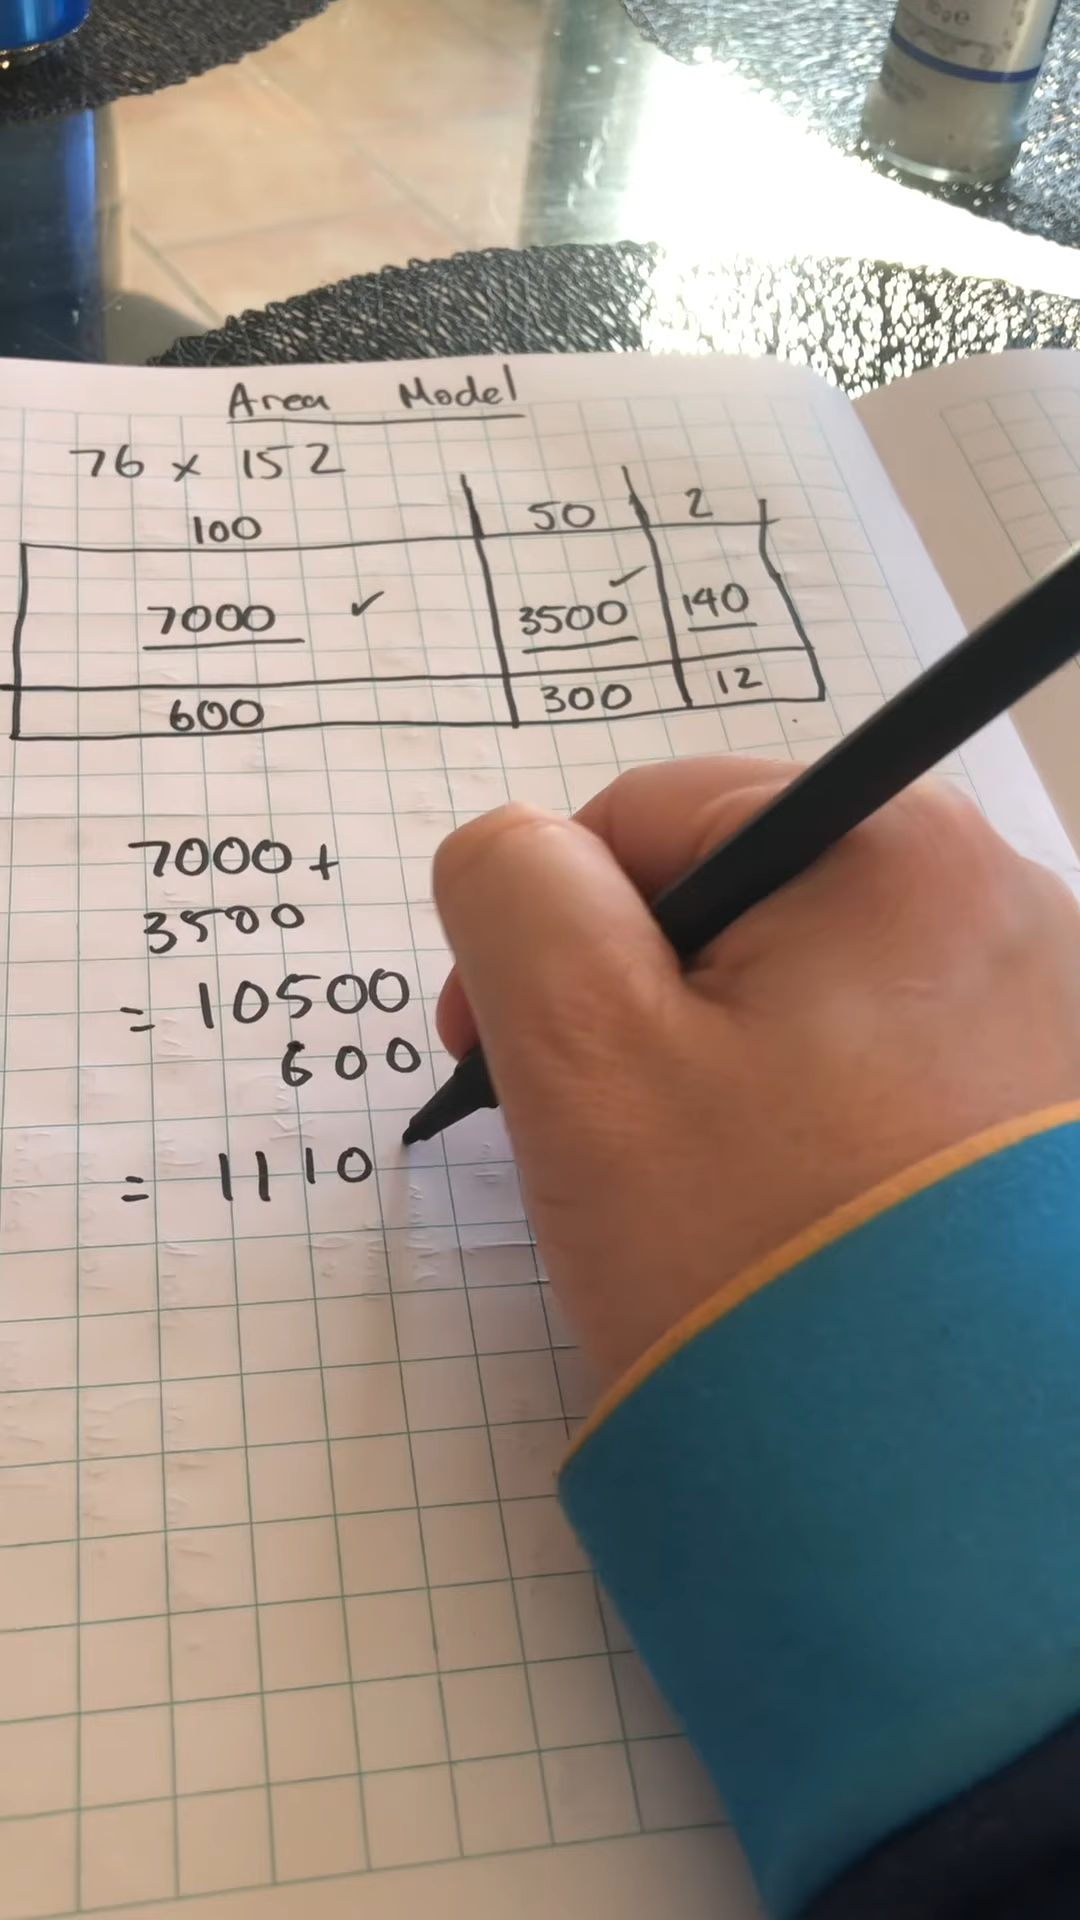 Area Model
76 x 152
100 50 2
7000 ✓ 3500 ✓ 140
600 300 12
7000 +
3500
= 10500
600
= 1110